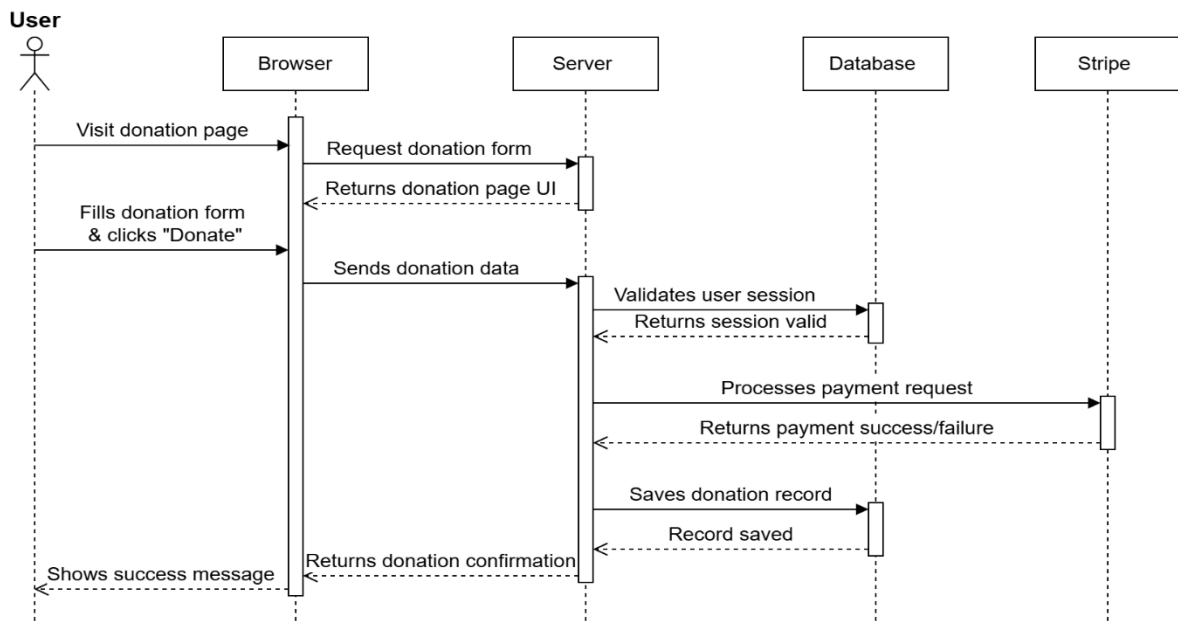 User
Browser
Server
Database
Stripe
Visit donation page
Request donation form
Returns donation page UI
Fills donation form
& clicks "Donate"
Sends donation data
Validates user session
Returns session valid
Processes payment request
Returns payment success/failure
Saves donation record
Record saved
Returns donation confirmation
Shows success message